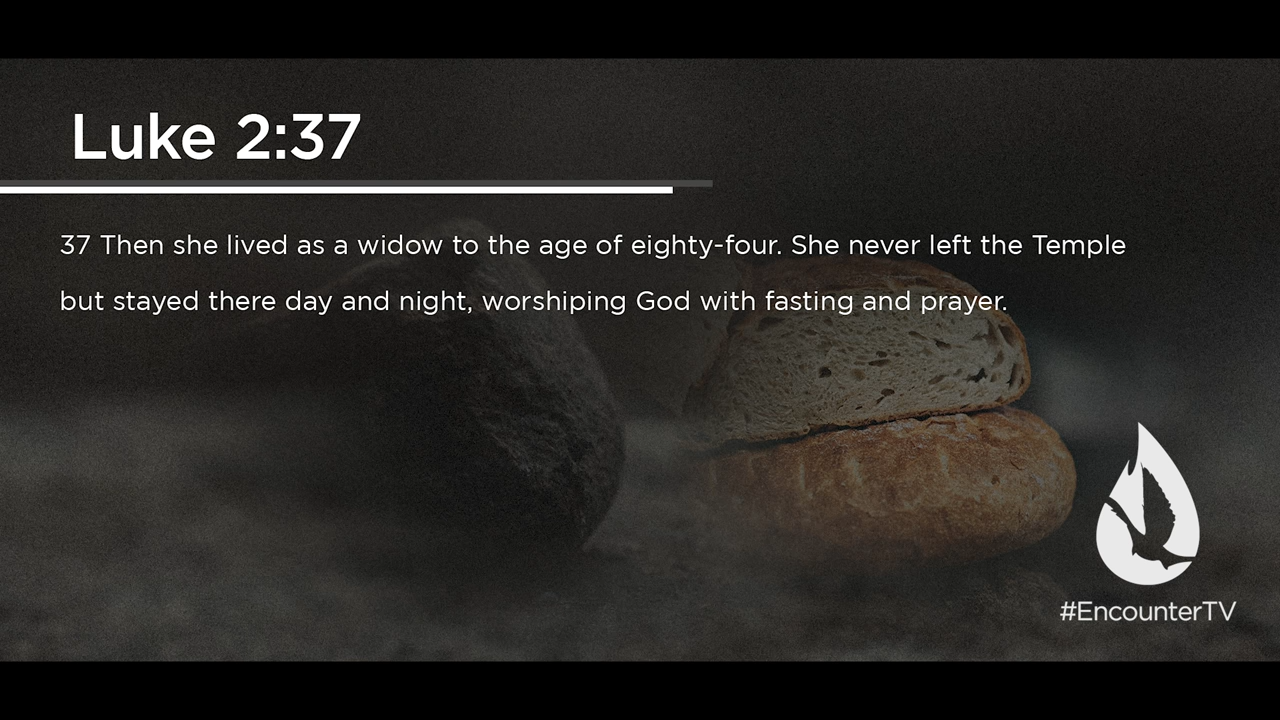 Luke 2:37
37 Then she lived as a widow to the age of eighty-four. She never left the Temple
but stayed there day and night, worshiping God with fasting and prayer.
#EncounterTV